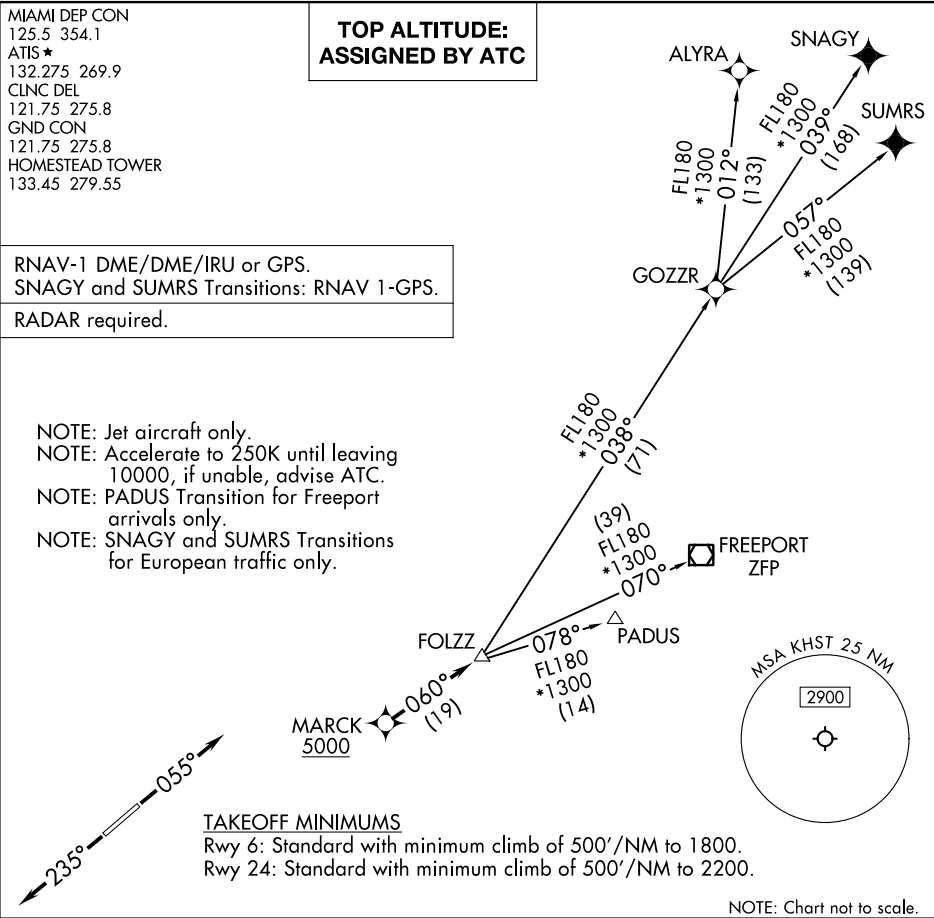 MIAMI DEP CON
125.5 354.1
ATIS ★
132.275 269.9
CLNC DEL
121.75 275.8
GND CON
121.75 275.8
HOMESTEAD TOWER
133.45 279.55
TOP ALTITUDE:
ASSIGNED BY ATC
RNAV-1 DME/DME/IRU or GPS.
SNAGY and SUMRS Transitions: RNAV 1-GPS.
RADAR required.
NOTE: Jet aircraft only.
NOTE: Accelerate to 250K until leaving
10000, if unable, advise ATC.
NOTE: PADUS Transition for Freeport
arrivals only.
NOTE: SNAGY and SUMRS Transitions
for European traffic only.
ALYRA
SNAGY
SUMRS
FL180
*1300
012°
(133)
FL180
*1300
039°
(168)
057°
FL180
*1300
(139)
GOZZR
FL180
*1300
038°
(71)
(39)
FL180
*1300
070°
FREEPORT
ZFP
FOLZZ
078°
FL180
*1300
(14)
PADUS
060°
(19)
MARCK
5000
055°
235°
MSA KHST 25 NM
2900
TAKEOFF MINIMUMS
Rwy 6: Standard with minimum climb of 500'/NM to 1800.
Rwy 24: Standard with minimum climb of 500'/NM to 2200.
NOTE: Chart not to scale.